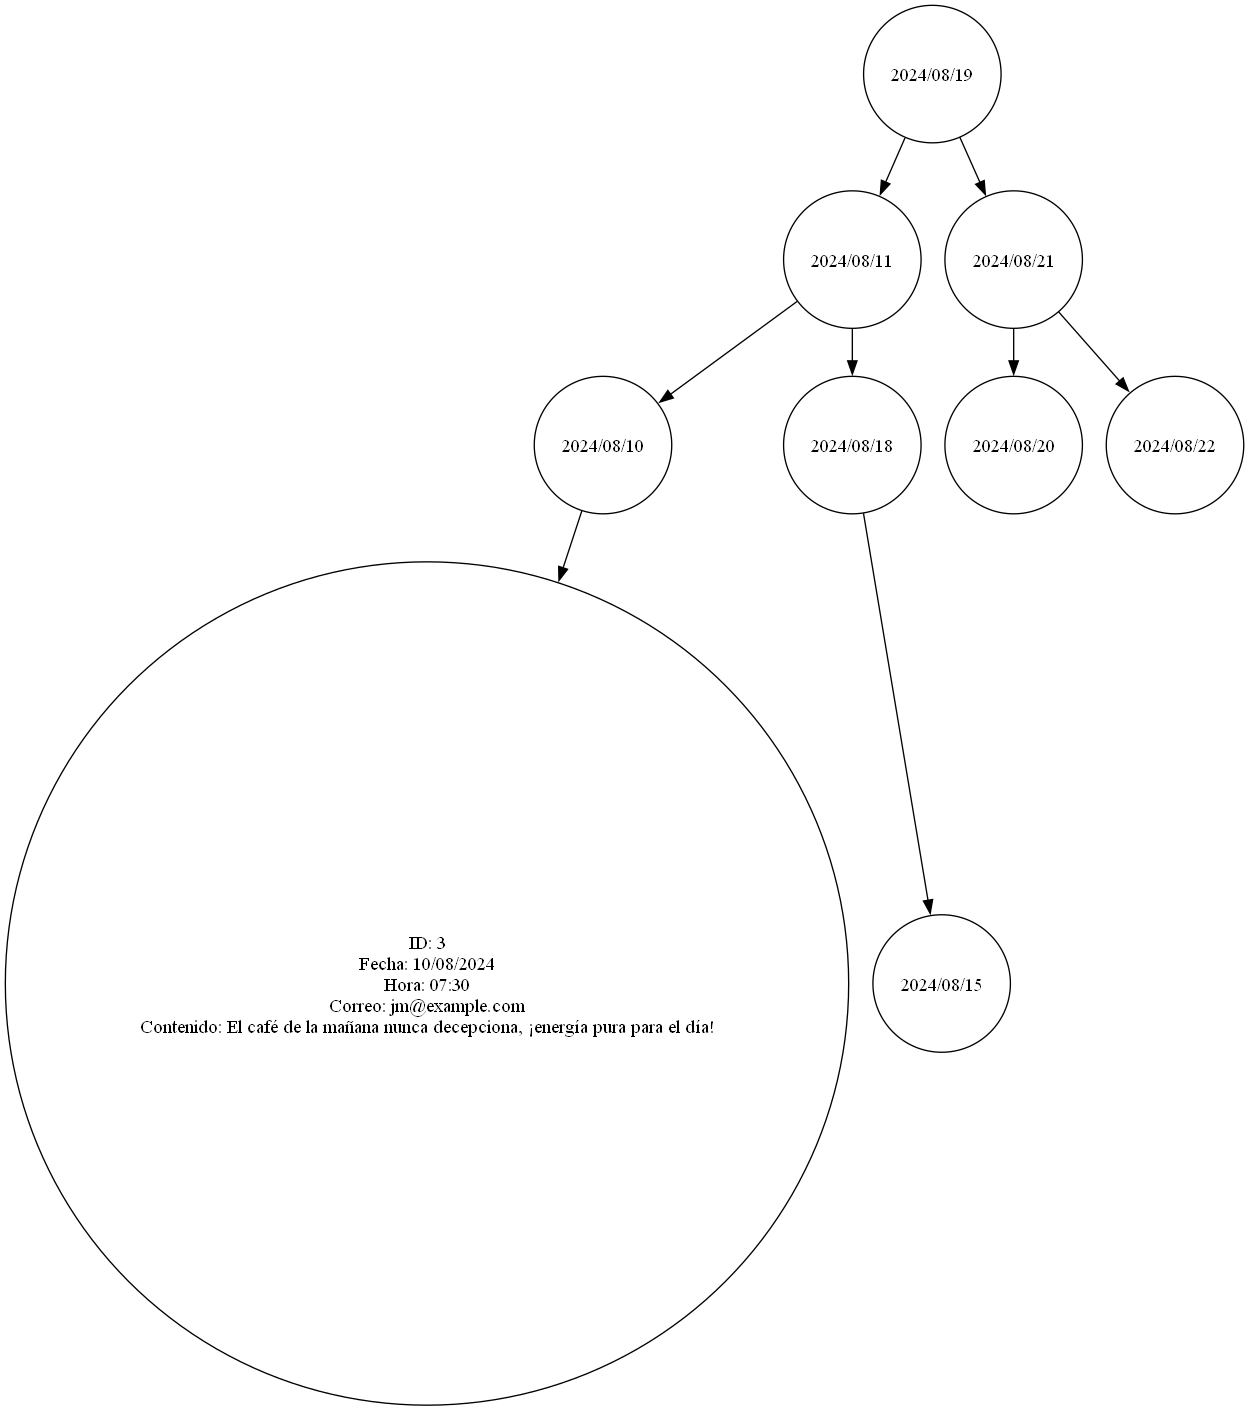 2024/08/19
2024/08/11
2024/08/21
2024/08/10
2024/08/18
2024/08/20
2024/08/22
ID: 3
Fecha: 10/08/2024
Hora: 07:30
Correo: jm@example.com
Contenido: El café de la mañana nunca decepciona, ¡energía pura para el día!
2024/08/15